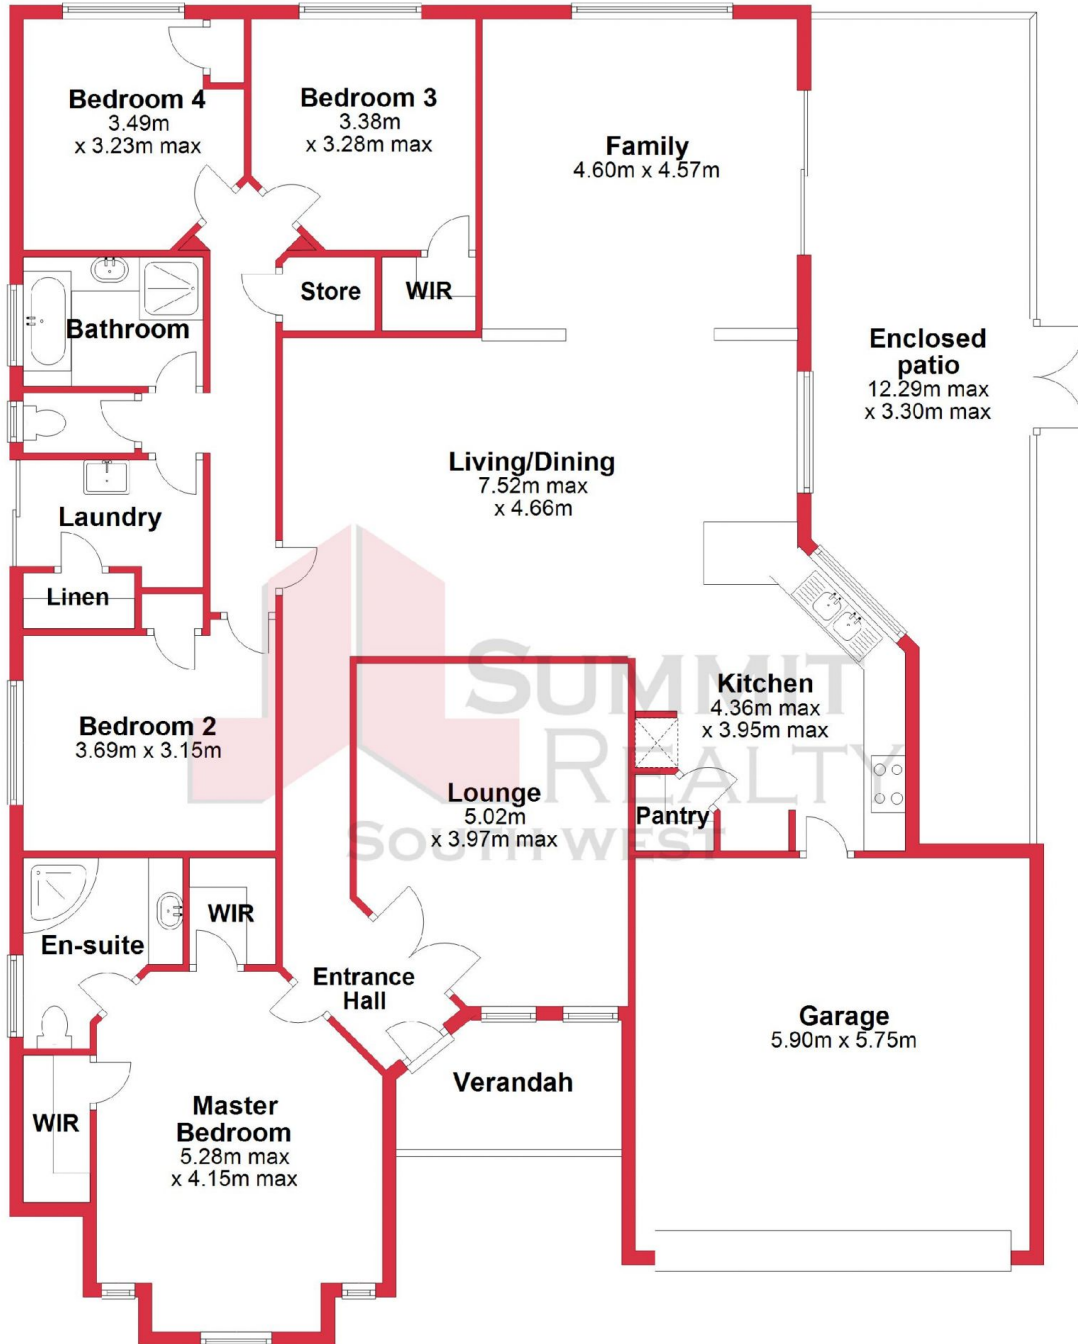 Bedroom 4
3.49m
x 3.23m max
Bedroom 3
3.38m
x 3.28m max
Family
4.60m x 4.57m
Store
WIR
Bathroom
Enclosed
patio
12.29m max
x 3.30m max
Living/Dining
7.52m max
x 4.66m
Laundry
Linen
Bedroom 2
3.69m x 3.15m
Kitchen
4.36m max
x 3.95m max
SUMMIT
REALTY
SOUTH WEST
Lounge
5.02m
x 3.97m max
Pantry
WIR
En-suite
Entrance
Hall
Garage
5.90m x 5.75m
Verandah
WIR
Master
Bedroom
5.28m max
x 4.15m max